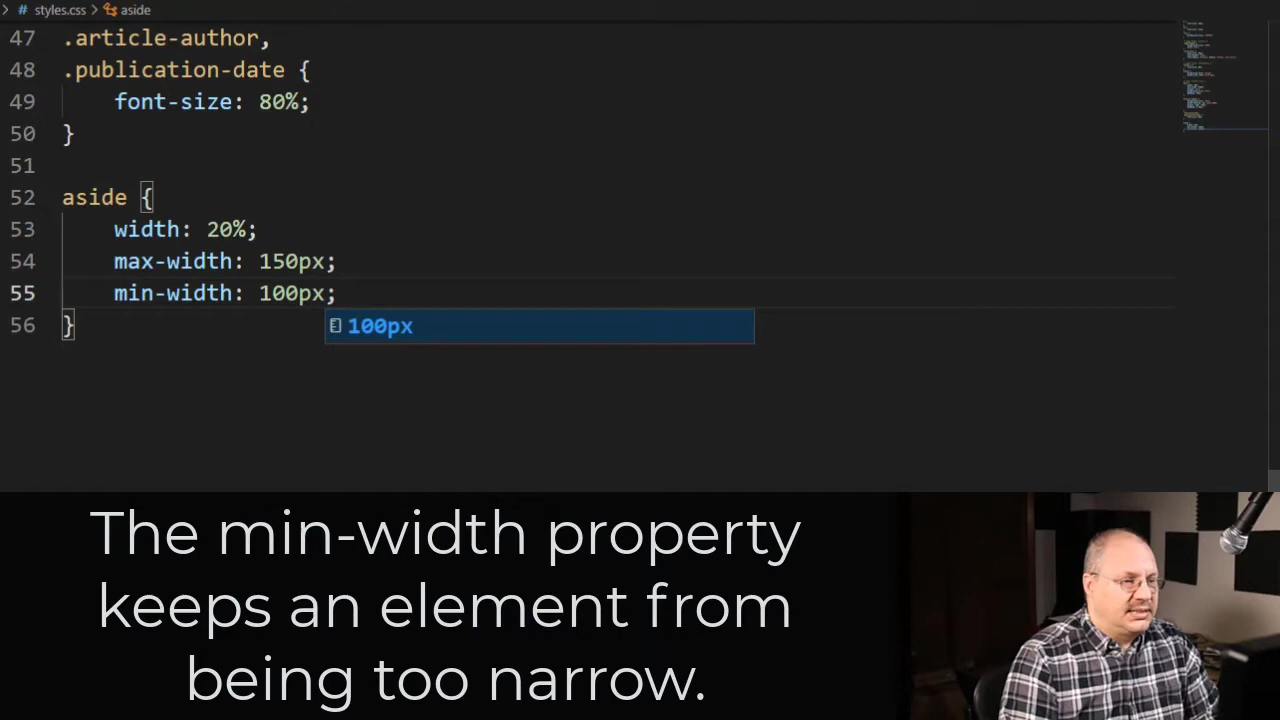 # styles.css > aside
47 .article-author,
48 .publication-date {
49 font-size: 80%;
50 }
51
52 aside {
53 width: 20%;
54 max-width: 150px;
55 min-width: 100px;
100px
56 }
The min-width property
keeps an element from
being too narrow.